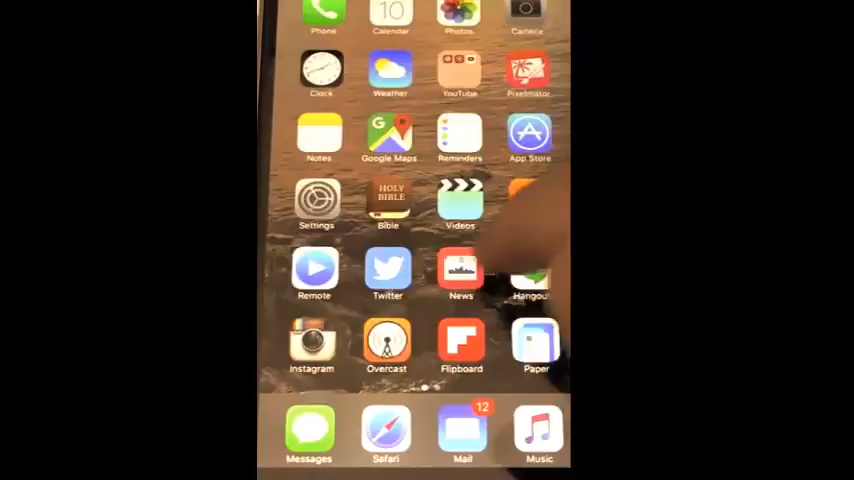 10
Phone Calendar Photos Camera
Clock Weather YouTube Pixelmator
G
Notes Google Maps Reminders App Store
HOLY
BIBLE
Settings Bible Videos
Remote Twitter News Hangou
Instagram Overcast Flipboard Paper
12
Messages Safari Mail Music